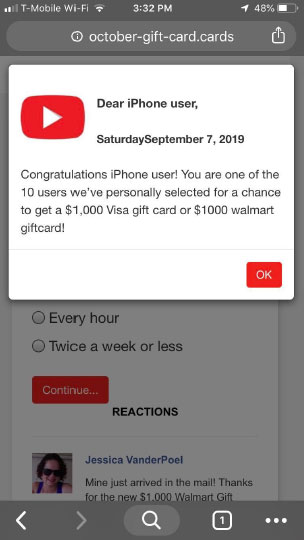 T-Mobile Wi-Fi 3:32 PM 48%
october-gift-card.cards
Dear iPhone user,
SaturdaySeptember 7, 2019
Congratulations iPhone user! You are one of the
10 users we've personally selected for a chance
to get a $1,000 Visa gift card or $1000 walmart
giftcard!
OK
Every hour
Twice a week or less
Continue...
REACTIONS
Jessica VanderPoel
Mine just arrived in the mail! Thanks
for the new $1,000 Walmart Gift
1